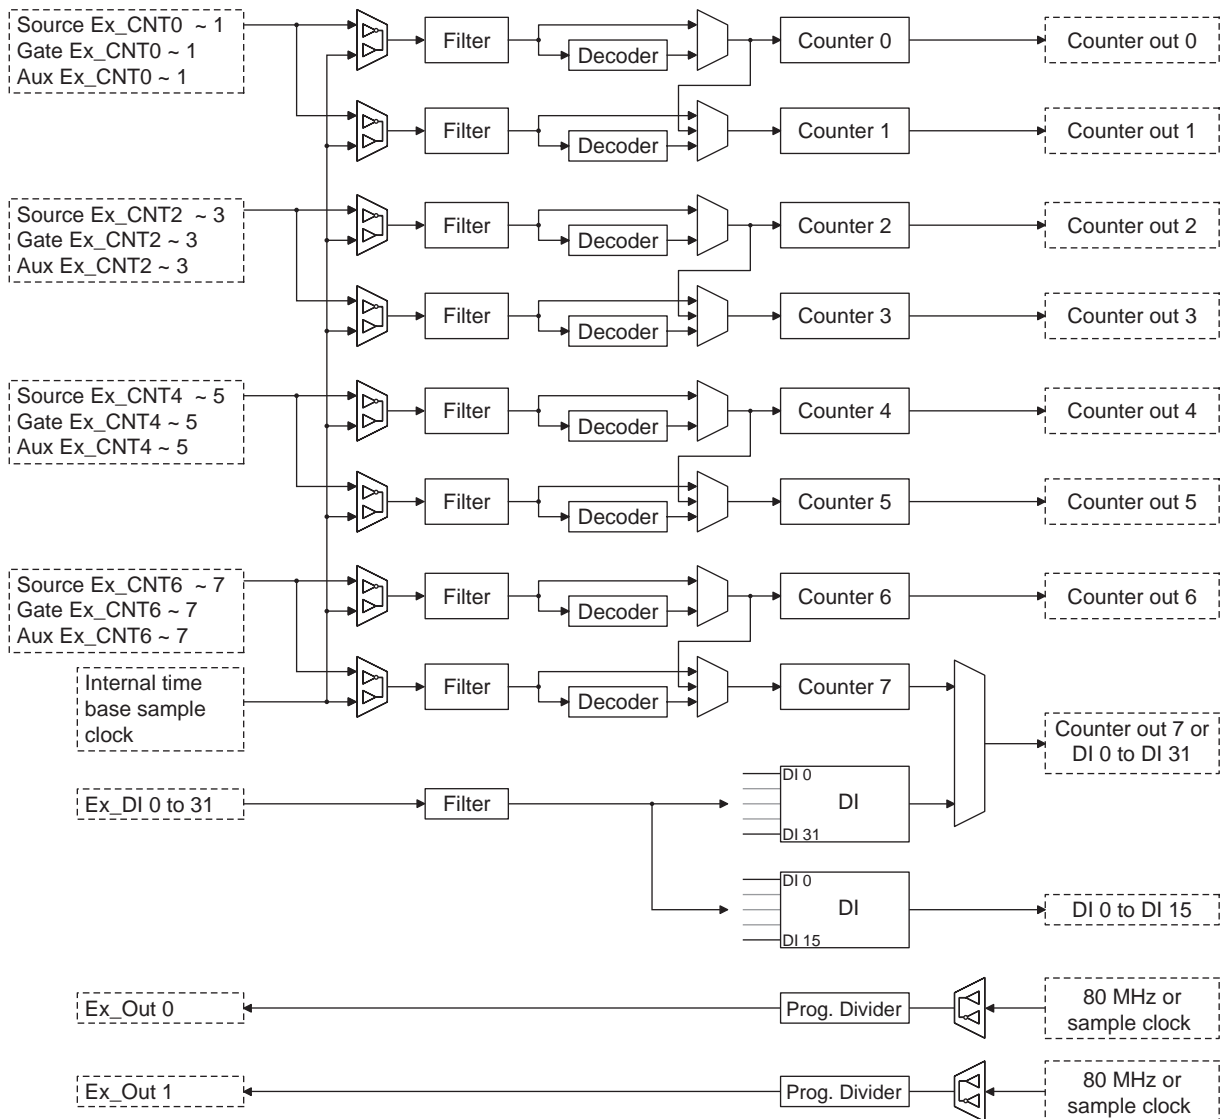 Source Ex_CNT0 ~ 1
Gate Ex_CNT0 ~ 1
Aux Ex_CNT0 ~ 1
Filter
Decoder
Counter 0
Counter out 0
Filter
Decoder
Counter 1
Counter out 1
Source Ex_CNT2 ~ 3
Gate Ex_CNT2 ~ 3
Aux Ex_CNT2 ~ 3
Filter
Decoder
Counter 2
Counter out 2
Filter
Decoder
Counter 3
Counter out 3
Source Ex_CNT4 ~ 5
Gate Ex_CNT4 ~ 5
Aux Ex_CNT4 ~ 5
Filter
Decoder
Counter 4
Counter out 4
Filter
Decoder
Counter 5
Counter out 5
Source Ex_CNT6 ~ 7
Gate Ex_CNT6 ~ 7
Aux Ex_CNT6 ~ 7
Filter
Decoder
Counter 6
Counter out 6
Internal time
base sample
clock
Filter
Decoder
Counter 7
Counter out 7 or
DI 0 to DI 31
Ex_DI 0 to 31
Filter
DI 0
DI
DI 31
DI 0
DI
DI 15
DI 0 to DI 15
Ex_Out 0
Prog. Divider
80 MHz or
sample clock
Ex_Out 1
Prog. Divider
80 MHz or
sample clock